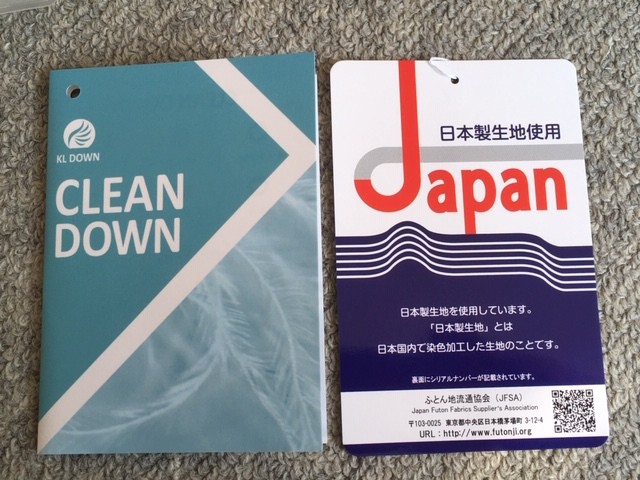 KL DOWN
CLEAN
DOWN
日本製生地使用
Japan
日本製生地を使用しています。
「日本製生地」とは
日本国内で染色加工した生地のことです。
裏面にシリアルナンバーが記載されています。
ふとん地流通協会（JFSA）
Japan Futon Fabrics Supplier's Association
〒103-0025 東京都中央区日本橋茅場町 3-12-4
URL : http://www.futonji.org